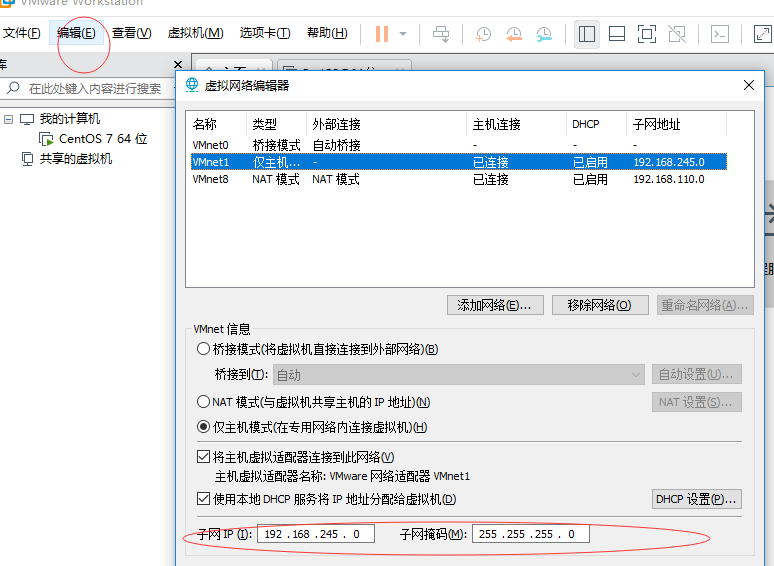 VMware Workstation
文件(F) 编辑(E) 查看(V) 虚拟机(M) 选项卡(T) 帮助(H)
库
在此处键入内容进行搜索
我的计算机
CentOS 7 64 位
共享的虚拟机
虚拟网络编辑器
名称 类型 外部连接 主机连接 DHCP 子网地址
VMnet0 桥接模式 自动桥接 - - -
VMnet1 仅主机... - 已连接 已启用 192.168.245.0
VMnet8 NAT 模式 NAT 模式 已连接 已启用 192.168.110.0
添加网络(E)... 移除网络(O) 重命名网络(A)...
VMnet 信息
桥接模式(将虚拟机直接连接到外部网络)(B)
桥接到(T): 自动 自动设置(U)...
NAT 模式(与虚拟机共享主机的 IP 地址)(N) NAT 设置(S)...
仅主机模式(在专用网络内连接虚拟机)(H)
将主机虚拟适配器连接到此网络(V)
主机虚拟适配器名称: VMware 网络适配器 VMnet1
使用本地 DHCP 服务将 IP 地址分配给虚拟机(D) DHCP 设置(P)...
子网 IP (I): 192 . 168 . 245 . 0 子网掩码(M): 255 . 255 . 255 . 0